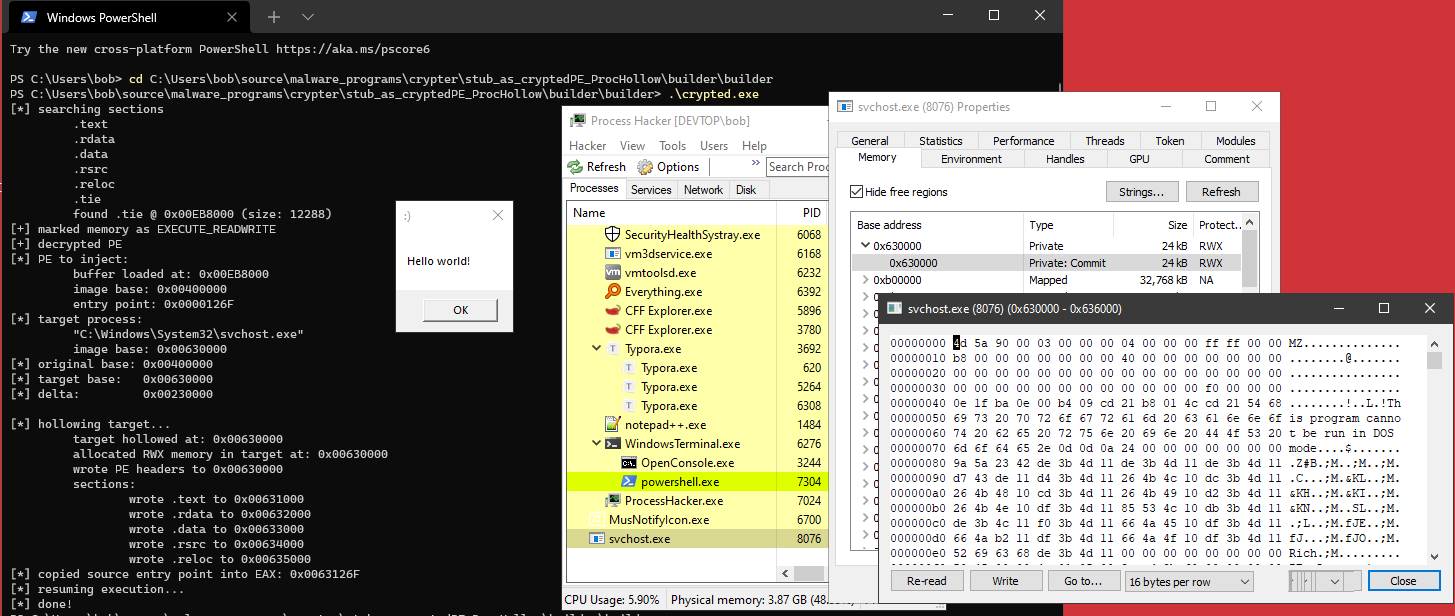 Windows PowerShell
Try the new cross-platform PowerShell https://aka.ms/pscore6
PS C:\Users\bob> cd C:\Users\bob\source\malware_programs\crypter\stub_as_cryptedPE_ProcHollow\builder\builder
PS C:\Users\bob\source\malware_programs\crypter\stub_as_cryptedPE_ProcHollow\builder\builder> .\crypted.exe
[*] searching sections
.text
.rdata
.data
.rsrc
.reloc
.tie
found .tie @ 0x00EB8000 (size: 12288)
[+] marked memory as EXECUTE_READWRITE
[+] decrypted PE
[*] PE to inject:
buffer loaded at: 0x00EB8000
image base: 0x00400000
entry point: 0x0000126F
[*] target process:
"C:\Windows\System32\svchost.exe"
image base: 0x00630000
[*] original base: 0x00400000
[*] target base: 0x00630000
[*] delta: 0x00230000
[*] hollowing target...
target hollowed at: 0x00630000
allocated RWX memory in target at: 0x00630000
wrote PE headers to 0x00630000
sections:
wrote .text to 0x00631000
wrote .rdata to 0x00632000
wrote .data to 0x00633000
wrote .rsrc to 0x00634000
wrote .reloc to 0x00635000
[*] copied source entry point into EAX: 0x0063126F
[*] resuming execution...
[*] done!
:)
Hello world!
OK
Process Hacker [DEVTOP\bob]
Hacker View Tools Users Help
Refresh Options » Search Proc
Processes Services Network Disk
Name PID
SecurityHealthSystray.exe 6068
vm3dservice.exe 6168
vmtoolsd.exe 6232
Everything.exe 6392
CFF Explorer.exe 5896
CFF Explorer.exe 3780
Typora.exe 3692
Typora.exe 620
Typora.exe 5264
Typora.exe 6308
notepad++.exe 1484
WindowsTerminal.exe 6276
OpenConsole.exe 3244
powershell.exe 7304
ProcessHacker.exe 7024
MusNotifyIcon.exe 6700
svchost.exe 8076
CPU Usage: 5.90% Physical memory: 3.87 GB
svchost.exe (8076) Properties
General Statistics Performance Threads Token Modules
Memory Environment Handles GPU Comment
Hide free regions Strings... Refresh
Base address Type Size Protect..
0x630000 Private 24 kB RWX
0x630000 Private: Commit 24 kB RWX
0xb00000 Mapped 32,768 kB NA
svchost.exe (8076) (0x630000 - 0x636000)
00000000 4d 5a 90 00 03 00 00 00 04 00 00 00 ff ff 00 00 MZ..............
00000010 b8 00 00 00 00 00 00 00 40 00 00 00 00 00 00 00 ........@.......
00000020 00 00 00 00 00 00 00 00 00 00 00 00 00 00 00 00 ................
00000030 00 00 00 00 00 00 00 00 00 00 00 00 f0 00 00 00 ................
00000040 0e 1f ba 0e 00 b4 09 cd 21 b8 01 4c cd 21 54 68 ........!..L.!Th
00000050 69 73 20 70 72 6f 67 72 61 6d 20 63 61 6e 6e 6f is program canno
00000060 74 20 62 65 20 72 75 6e 20 69 6e 20 44 4f 53 20 t be run in DOS
00000070 6d 6f 64 65 2e 0d 0d 0a 24 00 00 00 00 00 00 00 mode....$.......
00000080 9a 5a 23 42 de 3b 4d 11 de 3b 4d 11 de 3b 4d 11 .Z#B.;M..;M..;M.
00000090 d7 43 de 11 d4 3b 4d 11 26 4b 4c 10 dc 3b 4d 11 .C...;M.&KL..;M.
000000a0 26 4b 48 10 cd 3b 4d 11 26 4b 49 10 d2 3b 4d 11 &KH..;M.&KI..;M.
000000b0 26 4b 4e 10 df 3b 4d 11 85 53 4c 10 db 3b 4d 11 &KN..;M..SL..;M.
000000c0 de 3b 4c 11 f0 3b 4d 11 66 4a 45 10 df 3b 4d 11 .;L..;M.fJE..;M.
000000d0 66 4a b2 11 df 3b 4d 11 66 4a 4f 10 df 3b 4d 11 fJ...;M.fJO..;M.
000000e0 52 69 63 68 de 3b 4d 11 00 00 00 00 00 00 00 00 Rich.;M.........
Re-read Write Go to... 16 bytes per row Close